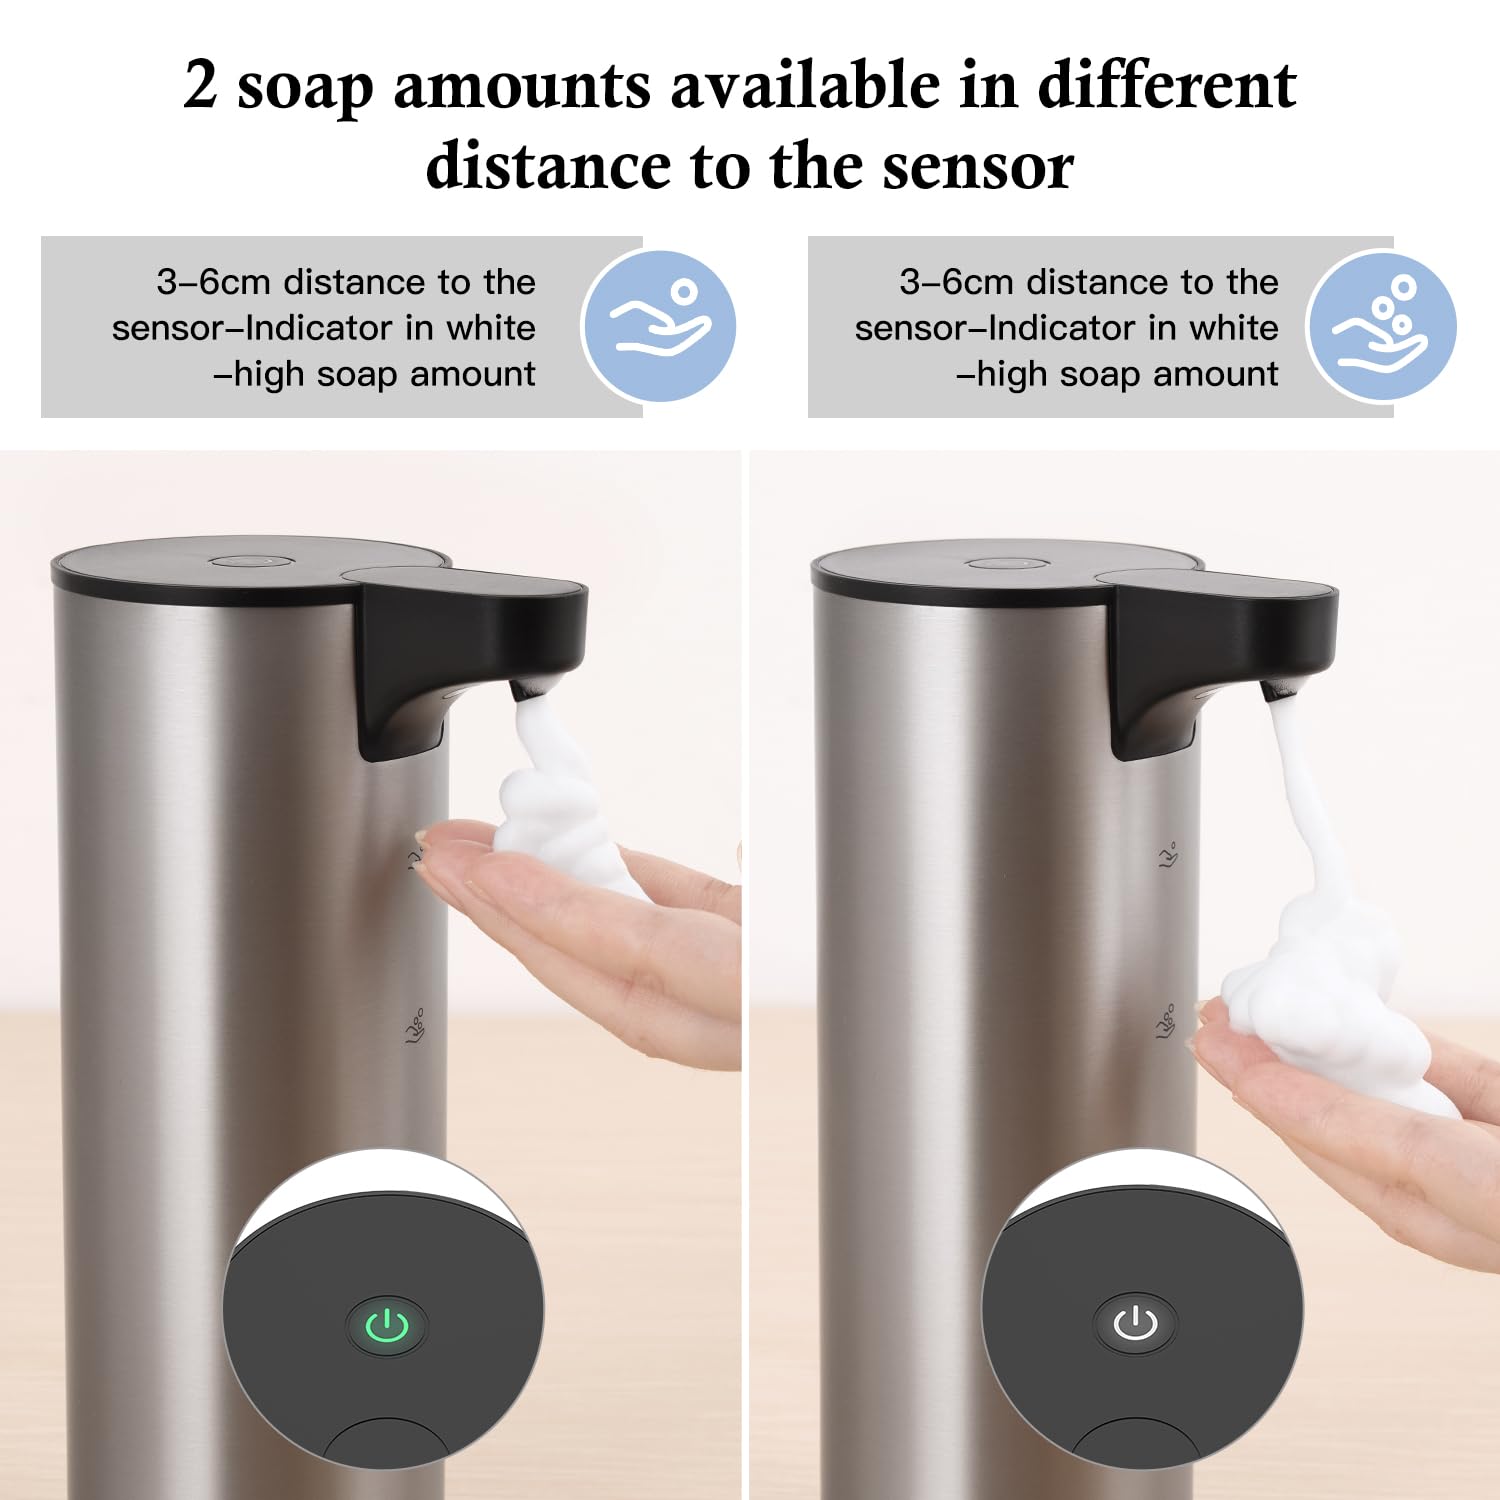 2 soap amounts available in different
distance to the sensor
3–6cm distance to the
sensor–Indicator in white
–high soap amount
3–6cm distance to the
sensor–Indicator in white
–high soap amount